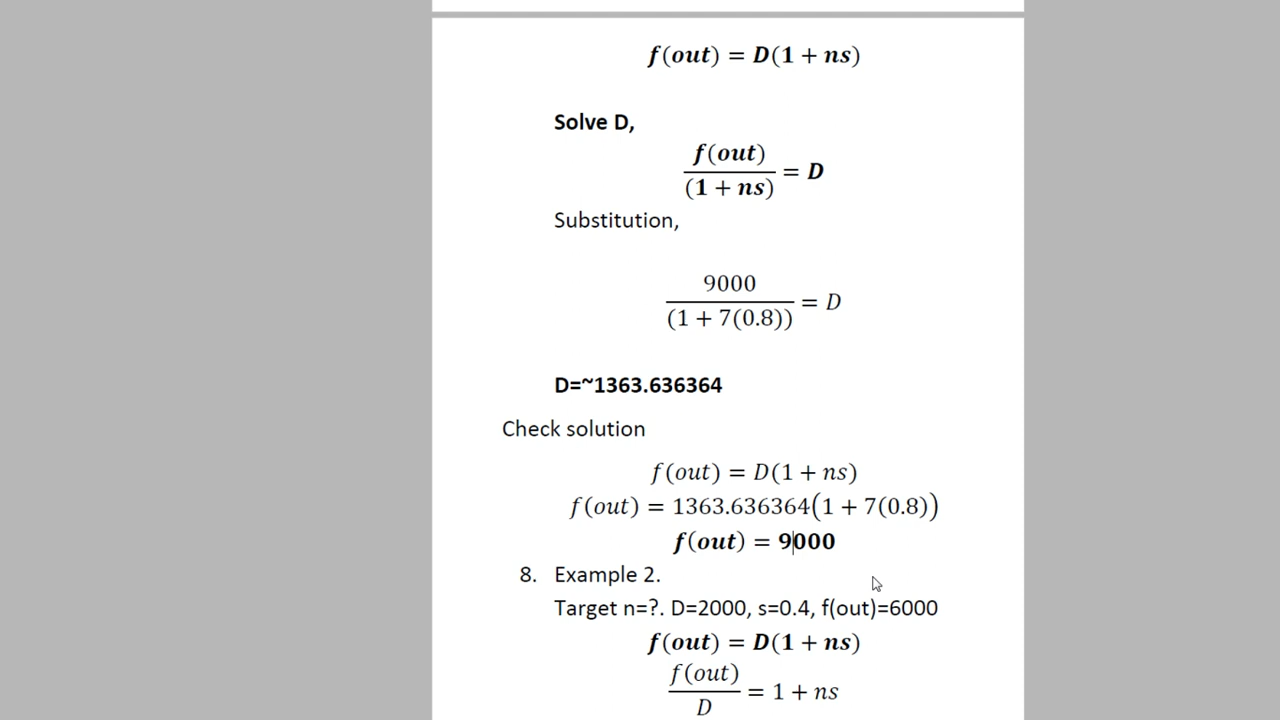 f(out) = D(1 + ns)
Solve D,
f(out)
(1 + ns)
= D
Substitution,
9000
(1 + 7(0.8))
= D
D=~1363.636364
Check solution
f(out) = D(1 + ns)
f(out) = 1363.636364(1 + 7(0.8))
f(out) = 9000
8. Example 2.
Target n=?. D=2000, s=0.4, f(out)=6000
f(out) = D(1 + ns)
f(out)
D
= 1 + ns